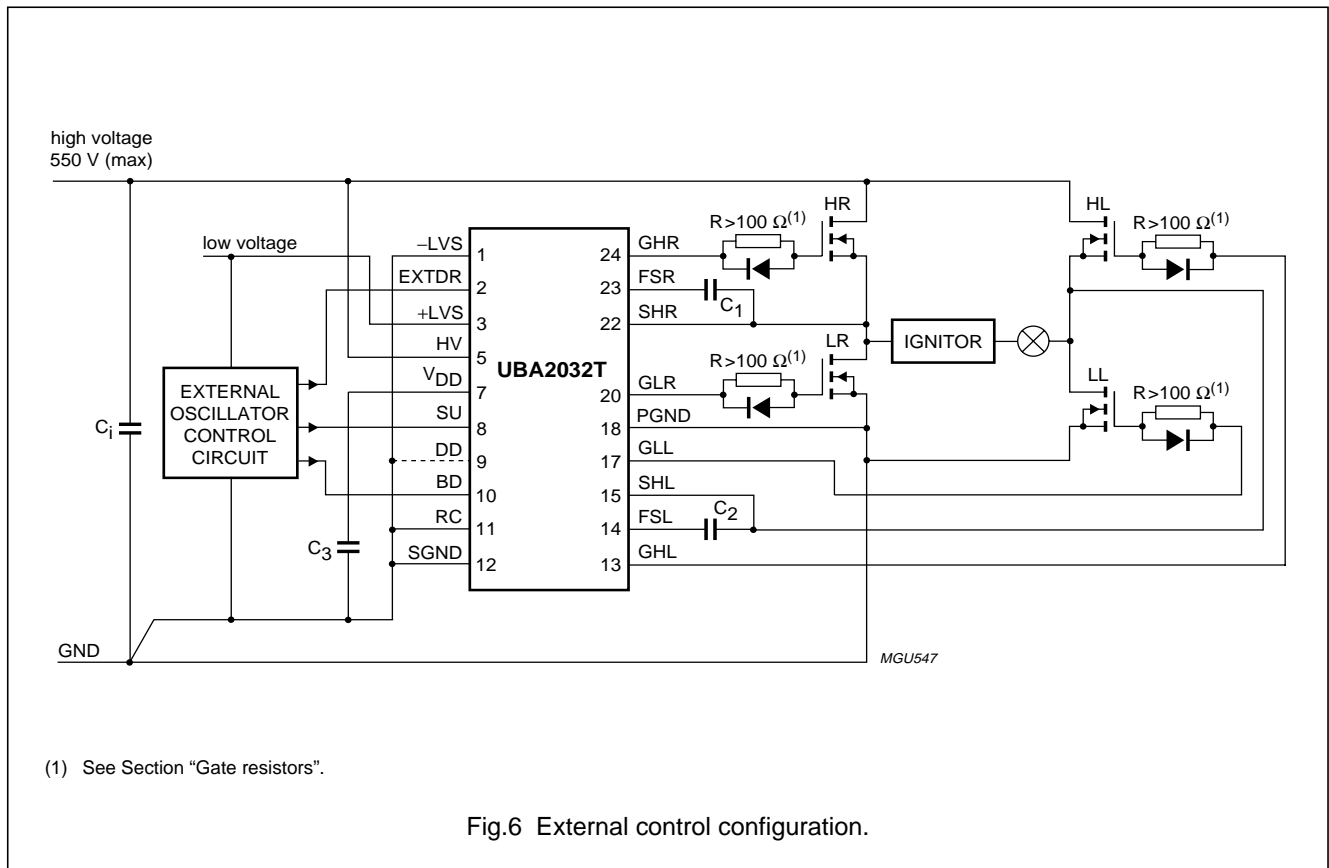 high voltage
550 V (max)
low voltage
EXTERNAL
OSCILLATOR
CONTROL
CIRCUIT
Ci
C3
GND
−LVS
EXTDR
+LVS
HV
VDD
SU
DD
BD
RC
SGND
1
2
3
5
7
8
9
10
11
12
UBA2032T
24
23
22
20
18
17
15
14
13
GHR
FSR
SHR
GLR
PGND
GLL
SHL
FSL
GHL
R>100 Ω(1)
HR
C1
R>100 Ω(1)
LR
C2
IGNITOR
HL
R>100 Ω(1)
LL
R>100 Ω(1)
MGU547
(1) See Section “Gate resistors”.
Fig.6 External control configuration.